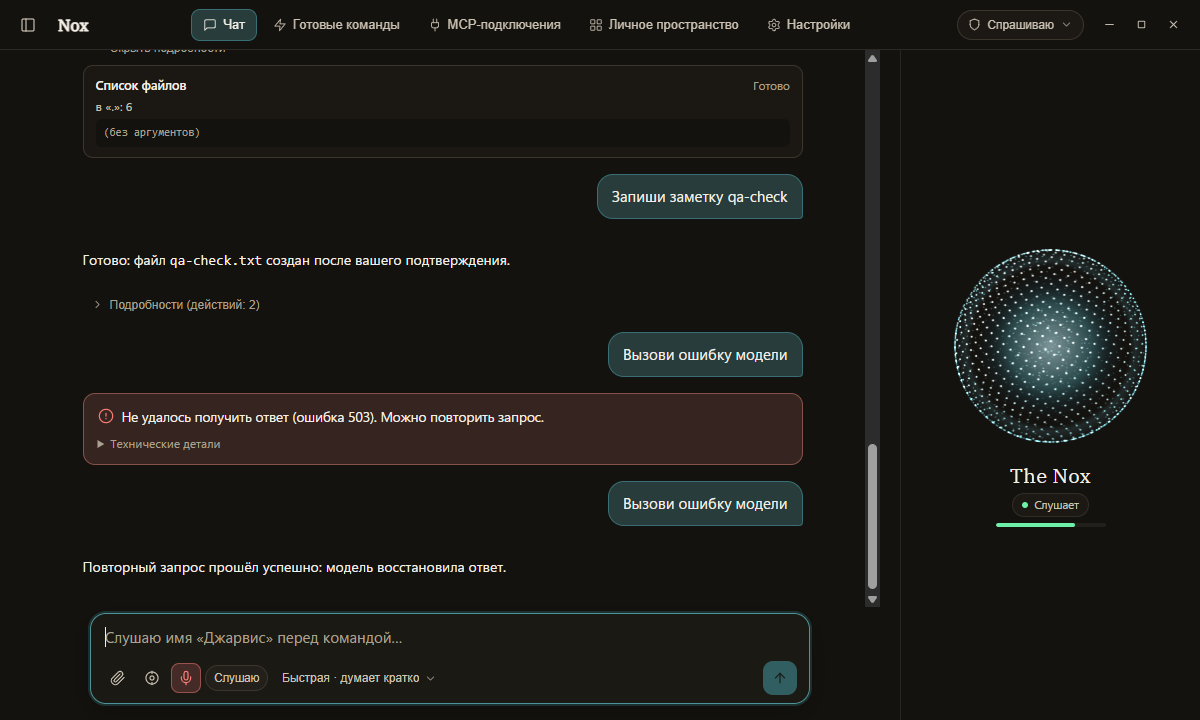 Nox
Чат
Готовые команды
MCP-подключения
Личное пространство
Настройки
Спрашиваю
Скрыть подробности
Список файлов
Готово
в «.»: 6
(без аргументов)
Запиши заметку qa-check
Готово: файл qa-check.txt создан после вашего подтверждения.
Подробности (действий: 2)
Вызови ошибку модели
Не удалось получить ответ (ошибка 503). Можно повторить запрос.
Технические детали
Вызови ошибку модели
Повторный запрос прошёл успешно: модель восстановила ответ.
Слушаю имя «Джарвис» перед командой...
Слушаю
Быстрая · думает кратко
The Nox
Слушает